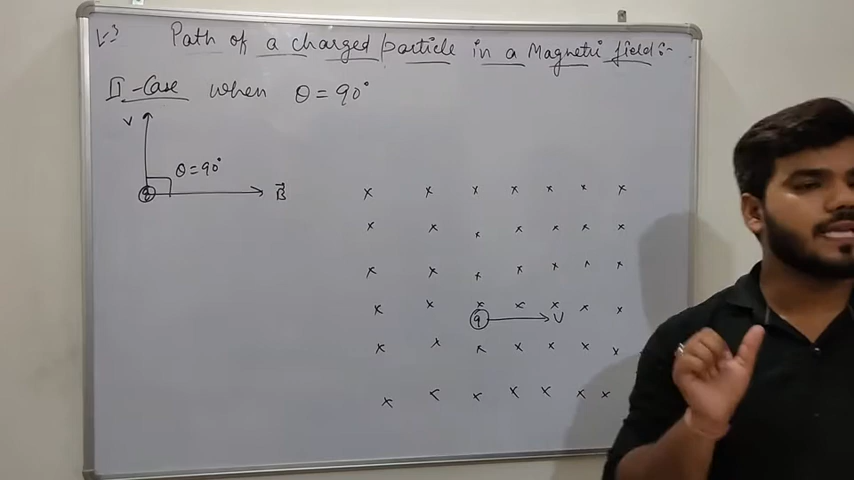 Path of a charged particle in a Magnetic field :-
II - Case when θ = 90°
V
θ = 90°
q
B⃗
x x x x x x x
x x x x x x x
x x x x x x x
x x x x x x x
q V
x x x x x x x
x x x x x x x